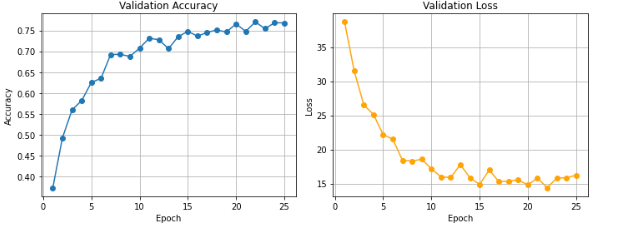 Validation Accuracy
0.75
0.70
0.65
0.60
0.55
0.50
0.45
0.40
Accuracy
0 5 10 15 20 25
Epoch
Validation Loss
35
30
25
20
15
Loss
0 5 10 15 20 25
Epoch